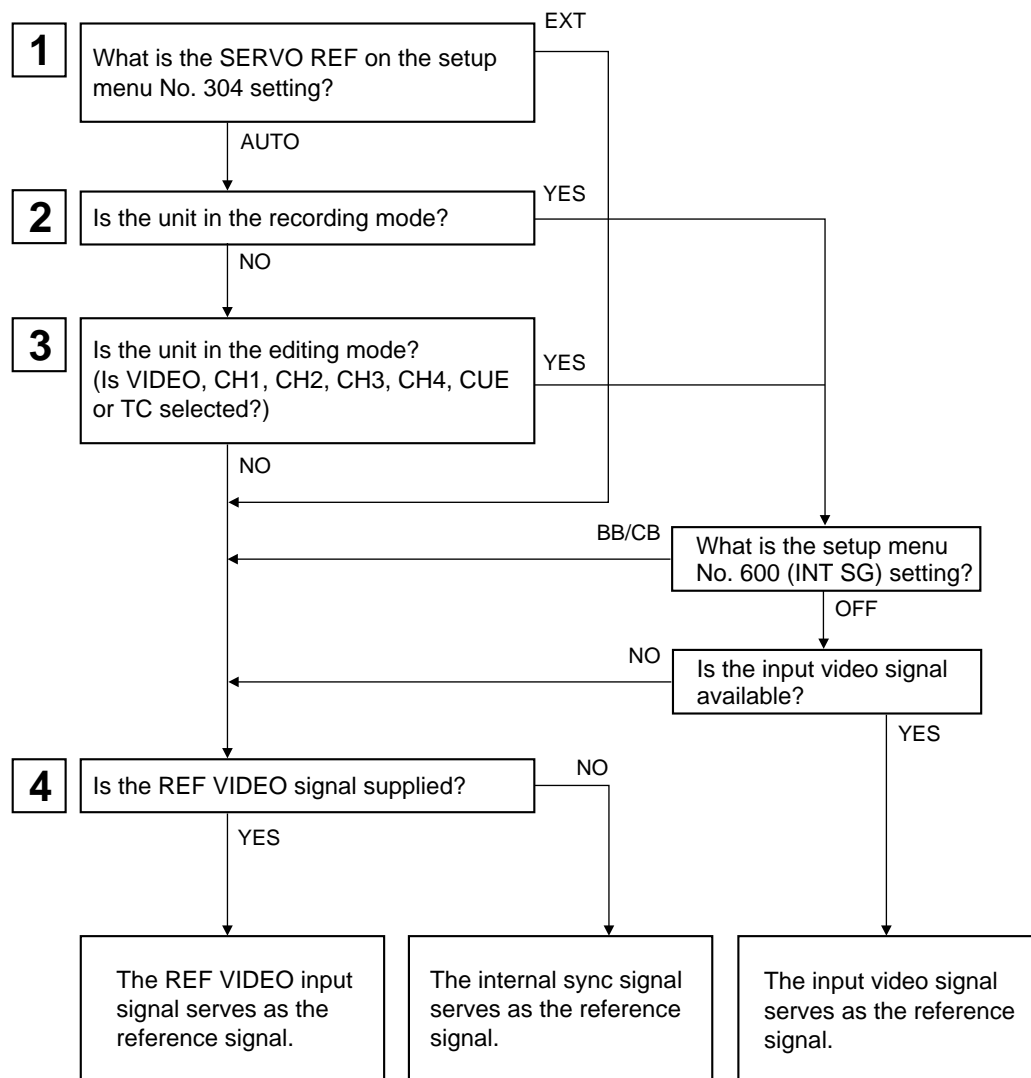 EXT
1
What is the SERVO REF on the setup
menu No. 304 setting?
AUTO
YES
2
Is the unit in the recording mode?
NO
3
Is the unit in the editing mode?
(Is VIDEO, CH1, CH2, CH3, CH4, CUE
or TC selected?)
YES
NO
BB/CB
What is the setup menu
No. 600 (INT SG) setting?
OFF
NO
Is the input video signal
available?
YES
4
Is the REF VIDEO signal supplied?
NO
YES
The REF VIDEO input
signal serves as the
reference signal.
The internal sync signal
serves as the reference
signal.
The input video signal
serves as the reference
signal.